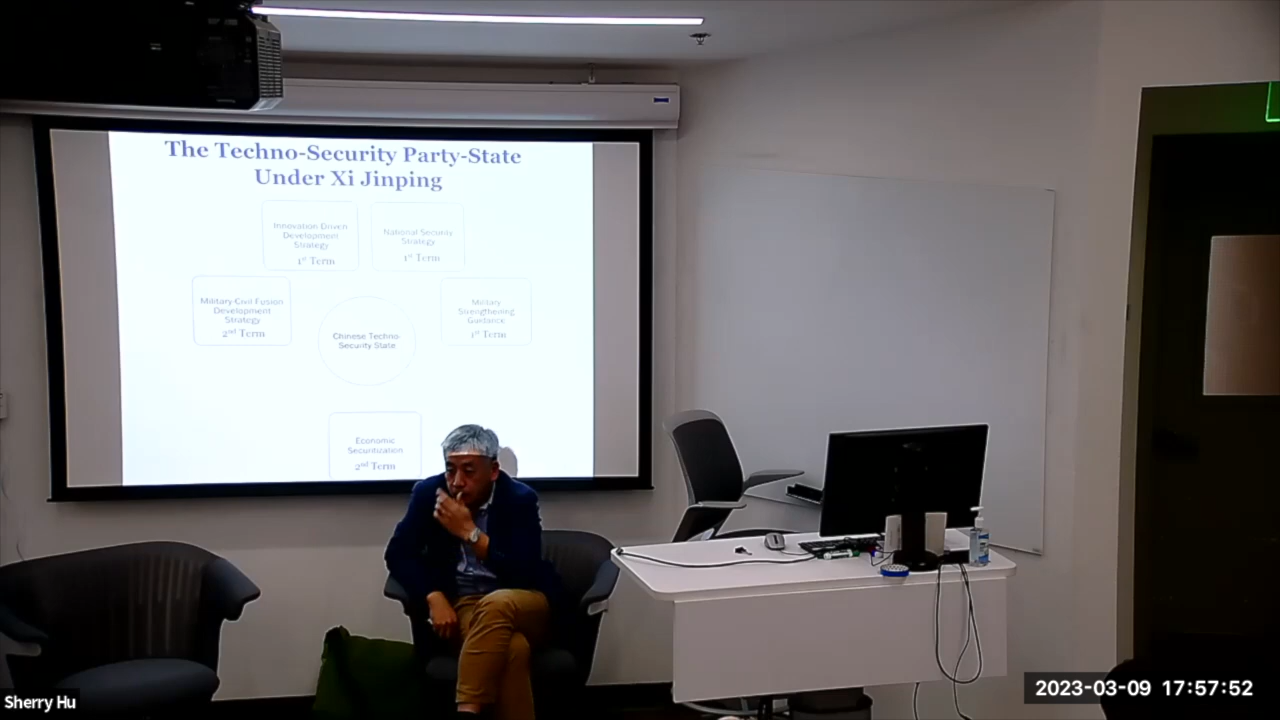 The Techno-Security Party-State
Under Xi Jinping
Innovation Driven
Development
Strategy
1st Term
National Security
Strategy
1st Term
Military-Civil Fusion
Development
Strategy
2nd Term
Military
Strengthening
Guidance
1st Term
Chinese Techno-
Security State
Economic
Securitization
2nd Term
Sherry Hu
2023-03-09 17:57:52